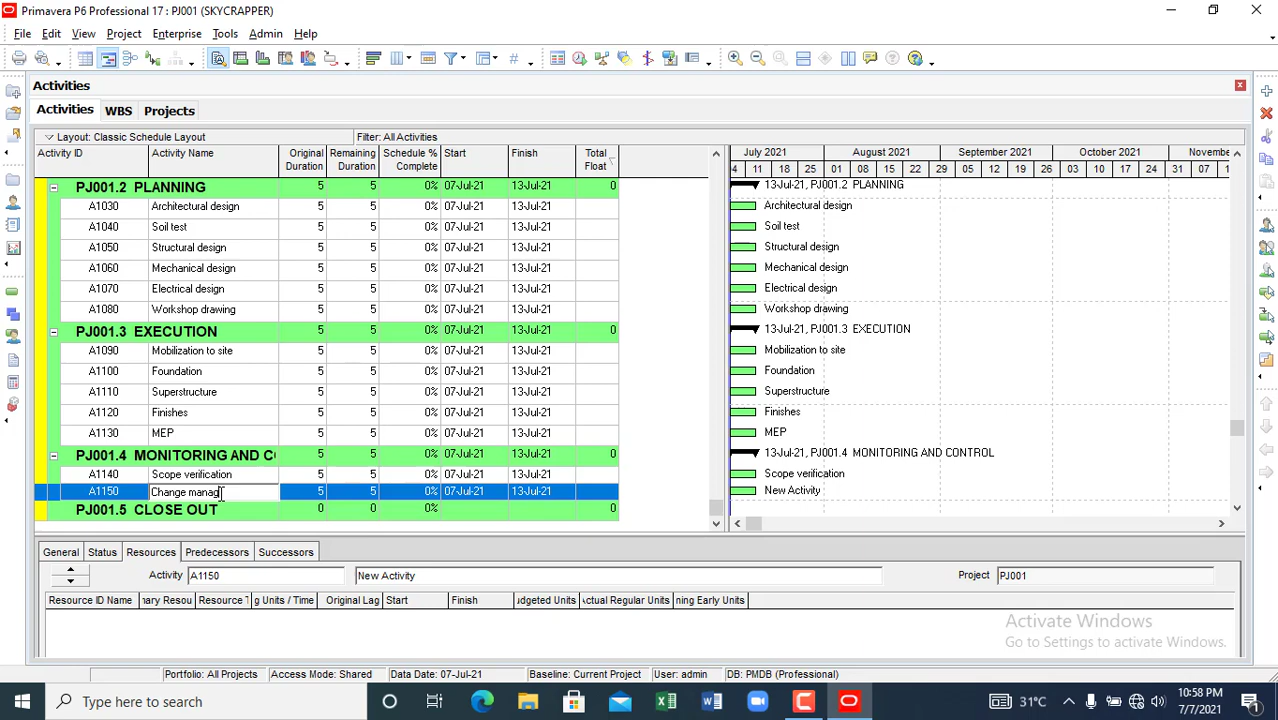 Primavera P6 Professional 17 : PJ001 (SKYCRAPPER)
File Edit View Project Enterprise Tools Admin Help
Activities
Activities WBS Projects
Layout: Classic Schedule Layout Filter: All Activities
Activity ID Activity Name Original Duration Remaining Duration Schedule % Complete Start Finish Total Float
July 2021 August 2021 September 2021 October 2021 Novembe
04 11 18 25 01 08 15 22 29 05 12 19 26 03 10 17 24 31 07 1
PJ001.2 PLANNING 5 5 0% 07-Jul-21 13-Jul-21 0 13-Jul-21, PJ001.2 PLANNING
A1030 Architectural design 5 5 0% 07-Jul-21 13-Jul-21 Architectural design
A1040 Soil test 5 5 0% 07-Jul-21 13-Jul-21 Soil test
A1050 Structural design 5 5 0% 07-Jul-21 13-Jul-21 Structural design
A1060 Mechanical design 5 5 0% 07-Jul-21 13-Jul-21 Mechanical design
A1070 Electrical design 5 5 0% 07-Jul-21 13-Jul-21 Electrical design
A1080 Workshop drawing 5 5 0% 07-Jul-21 13-Jul-21 Workshop drawing
PJ001.3 EXECUTION 5 5 0% 07-Jul-21 13-Jul-21 0 13-Jul-21, PJ001.3 EXECUTION
A1090 Mobilization to site 5 5 0% 07-Jul-21 13-Jul-21 Mobilization to site
A1100 Foundation 5 5 0% 07-Jul-21 13-Jul-21 Foundation
A1110 Superstructure 5 5 0% 07-Jul-21 13-Jul-21 Superstructure
A1120 Finishes 5 5 0% 07-Jul-21 13-Jul-21 Finishes
A1130 MEP 5 5 0% 07-Jul-21 13-Jul-21 MEP
PJ001.4 MONITORING AND CO 5 5 0% 07-Jul-21 13-Jul-21 0 13-Jul-21, PJ001.4 MONITORING AND CONTROL
A1140 Scope verification 5 5 0% 07-Jul-21 13-Jul-21 Scope verification
A1150 Change manag 5 5 0% 07-Jul-21 13-Jul-21 New Activity
PJ001.5 CLOSE OUT 0 0 0% 0
General Status Resources Predecessors Successors
Activity A1150 New Activity Project PJ001
Resource ID Name nary Resou Resource T g Units / Time Original Lag Start Finish udgeted Units Actual Regular Units ning Early Units
Activate Windows
Go to Settings to activate Windows.
Portfolio: All Projects Access Mode: Shared Data Date: 07-Jul-21 Baseline: Current Project User: admin DB: PMDB (Professional)
Type here to search 31°C 10:58 PM
7/7/2021